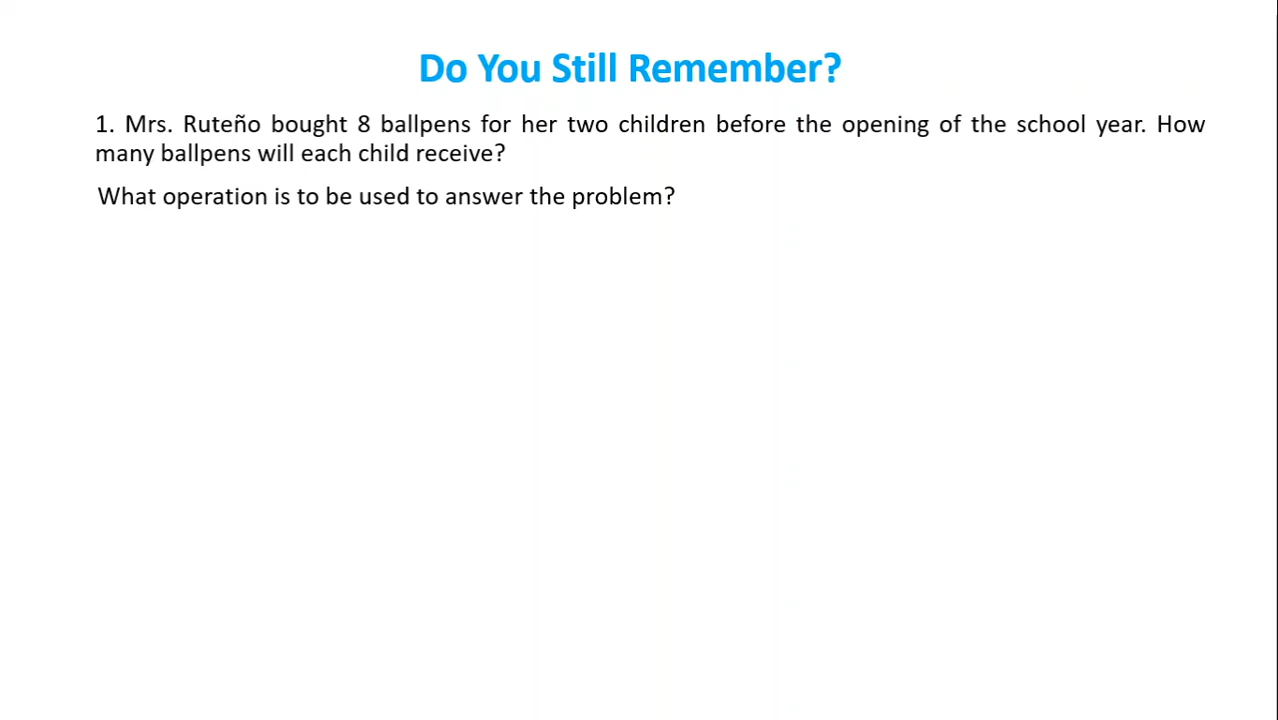 Do You Still Remember?
1. Mrs. Ruteño bought 8 ballpens for her two children before the opening of the school year. How
many ballpens will each child receive?
What operation is to be used to answer the problem?